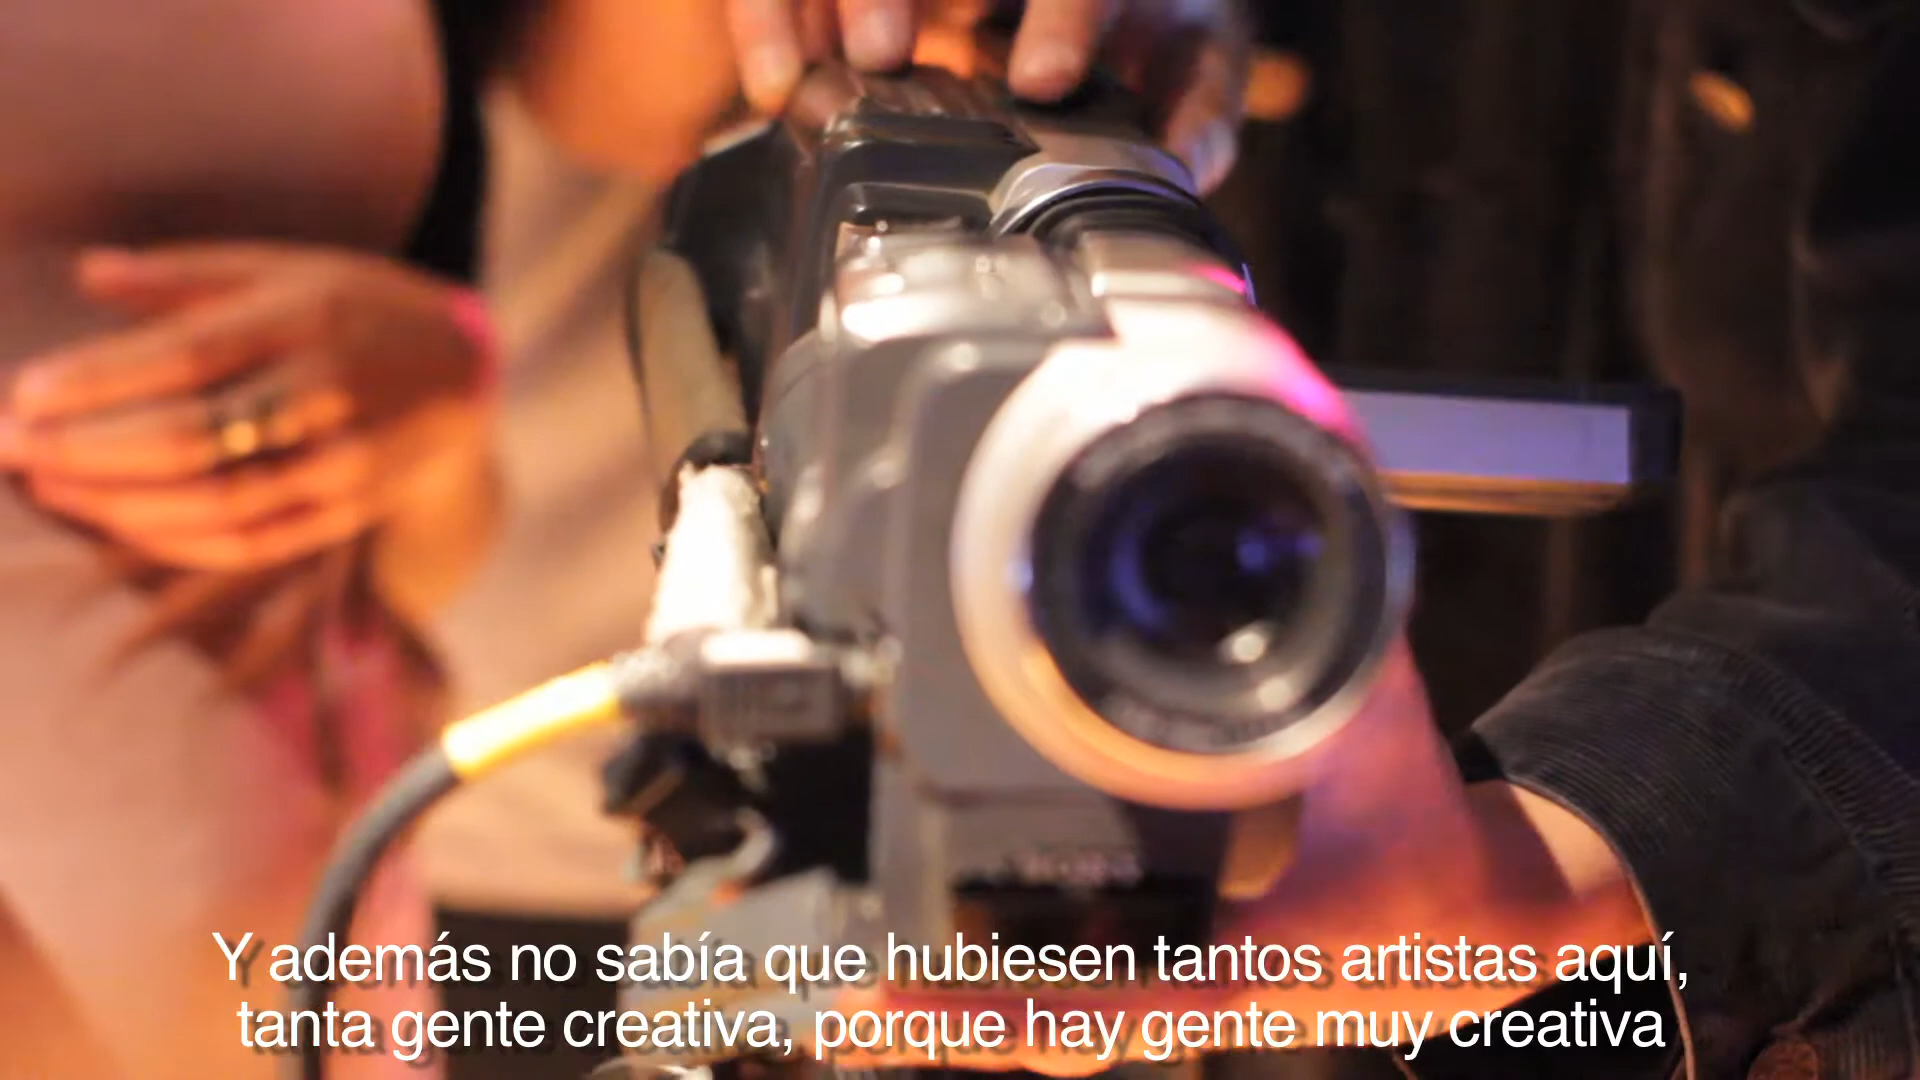 Y además no sabía que hubiesen tantos artistas aquí,
tanta gente creativa, porque hay gente muy creativa